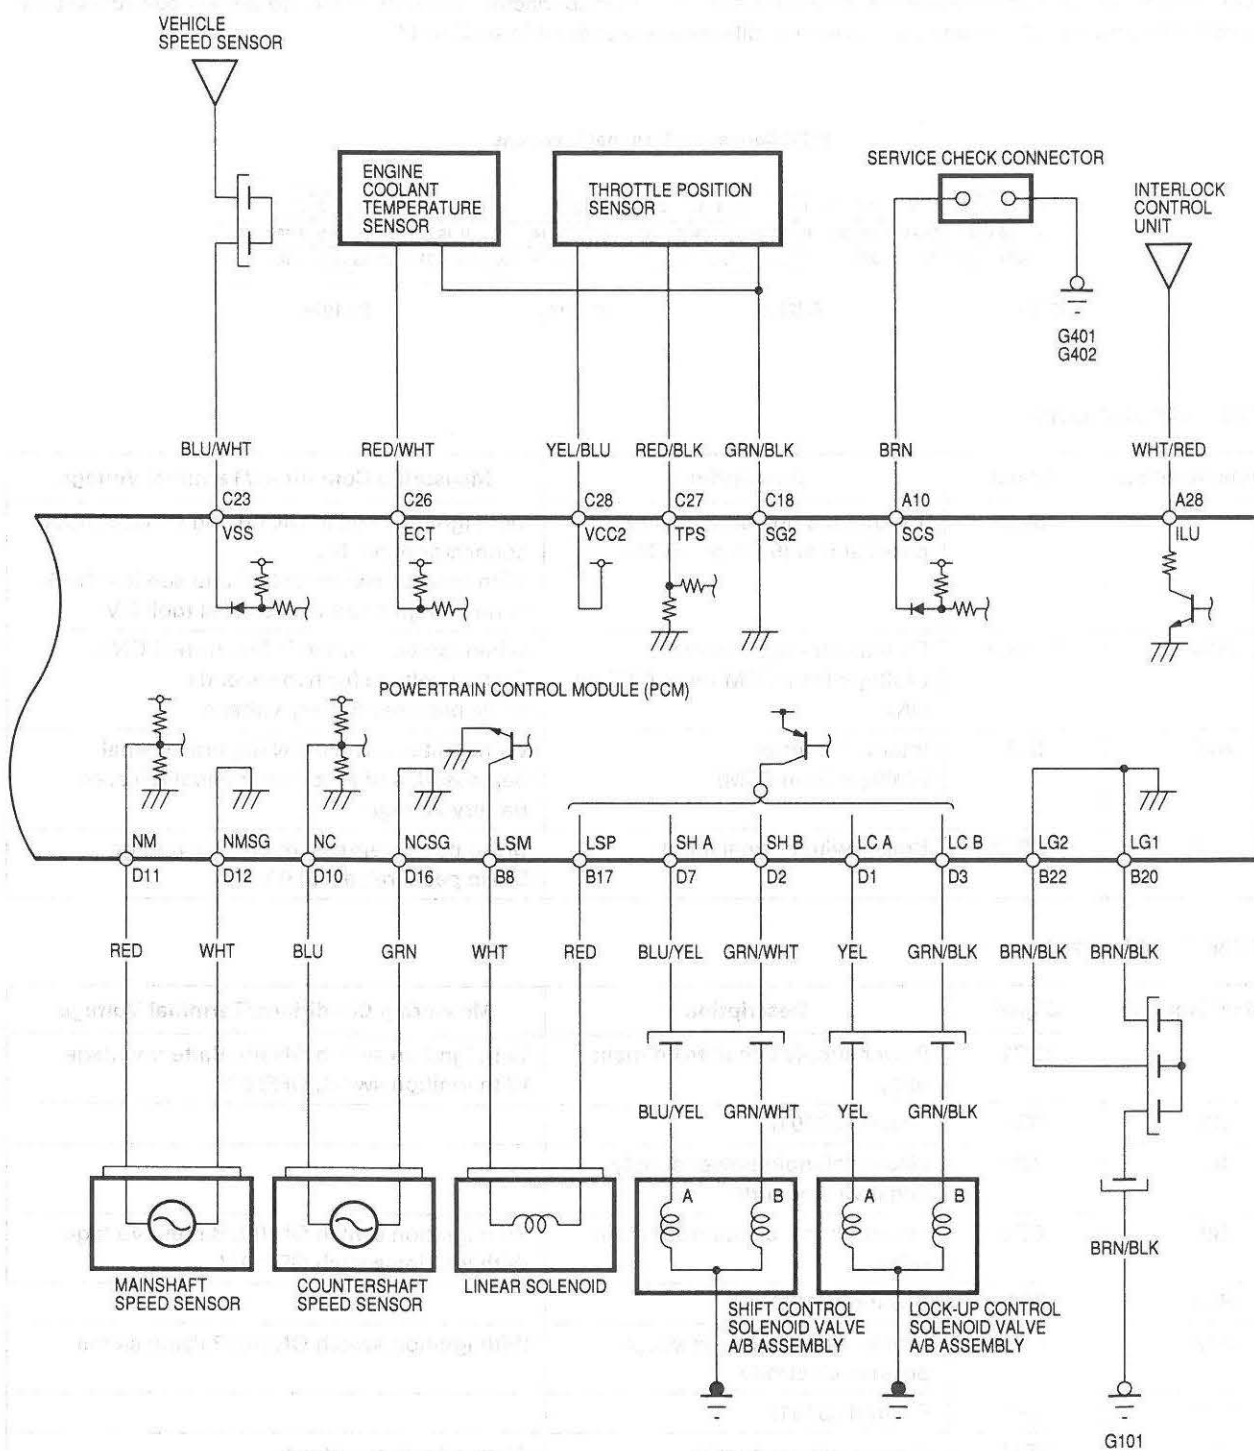 VEHICLE
SPEED SENSOR
ENGINE
COOLANT
TEMPERATURE
SENSOR
THROTTLE POSITION
SENSOR
SERVICE CHECK CONNECTOR
INTERLOCK
CONTROL
UNIT
G401
G402
BLU/WHT RED/WHT YEL/BLU RED/BLK GRN/BLK BRN WHT/RED
C23 C26 C28 C27 C18 A10 A28
VSS ECT VCC2 TPS SG2 SCS ILU
POWERTRAIN CONTROL MODULE (PCM)
NM NMSG NC NCSG LSM LSP SH A SH B LC A LC B LG2 LG1
D11 D12 D10 D16 B8 B17 D7 D2 D1 D3 B22 B20
RED WHT BLU GRN WHT RED BLU/YEL GRN/WHT YEL GRN/BLK BRN/BLK BRN/BLK
BLU/YEL GRN/WHT YEL GRN/BLK
A B A B
BRN/BLK
MAINSHAFT
SPEED SENSOR
COUNTERSHAFT
SPEED SENSOR
LINEAR SOLENOID
SHIFT CONTROL
SOLENOID VALVE
A/B ASSEMBLY
LOCK-UP CONTROL
SOLENOID VALVE
A/B ASSEMBLY
G101